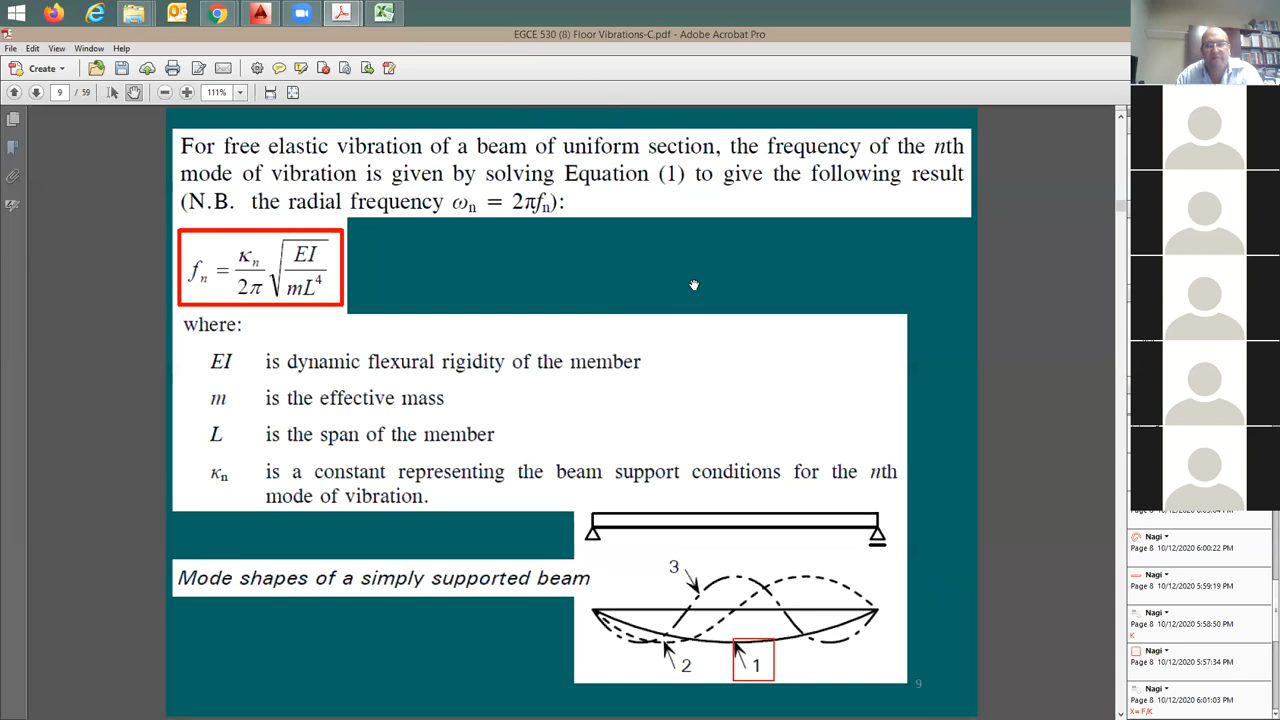 EGCE 530 (8) Floor Vibrations-C.pdf - Adobe Acrobat Pro
File Edit View Window Help
Create
9 / 59
111%
For free elastic vibration of a beam of uniform section, the frequency of the nth
mode of vibration is given by solving Equation (1) to give the following result
(N.B. the radial frequency ωn = 2πfn):
fn = κn/2π √(EI/mL⁴)
where:
EI is dynamic flexural rigidity of the member
m is the effective mass
L is the span of the member
κn is a constant representing the beam support conditions for the nth
mode of vibration.
Mode shapes of a simply supported beam
3
2
1
9
Nagi
Page 8 10/12/2020 6:00:22 PM
Nagi
Page 8 10/12/2020 5:59:19 PM
Nagi
Page 8 10/12/2020 5:58:50 PM
K
Nagi
Page 8 10/12/2020 5:57:34 PM
Nagi
Page 8 10/12/2020 6:01:03 PM
X= F/K